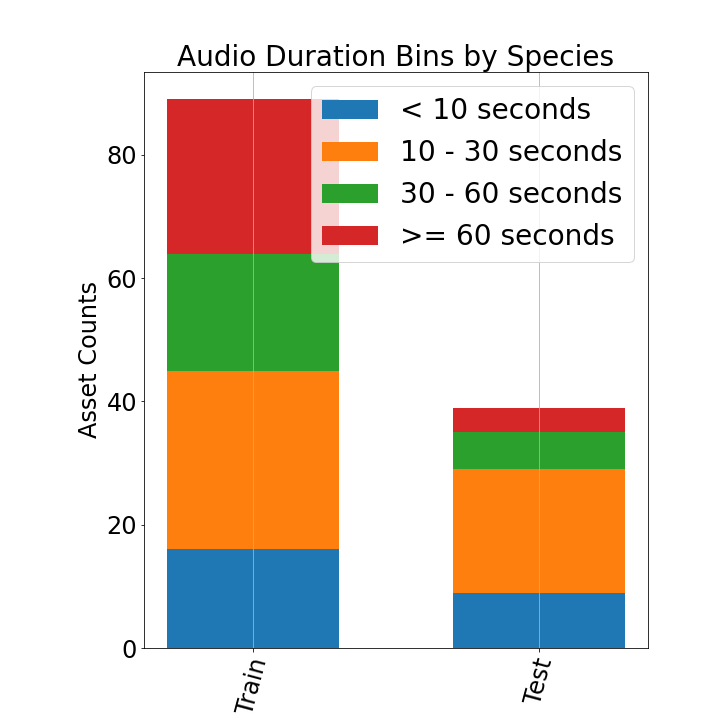 Audio Duration Bins by Species
< 10 seconds
10 - 30 seconds
30 - 60 seconds
>= 60 seconds
80
60
40
20
0
Asset Counts
Train
Test